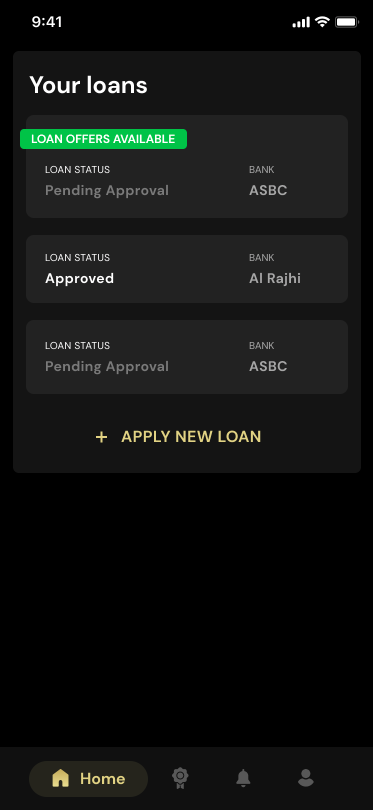 9:41
Your loans
LOAN OFFERS AVAILABLE
LOAN STATUS BANK
Pending Approval ASBC
LOAN STATUS BANK
Approved Al Rajhi
LOAN STATUS BANK
Pending Approval ASBC
+ APPLY NEW LOAN
Home